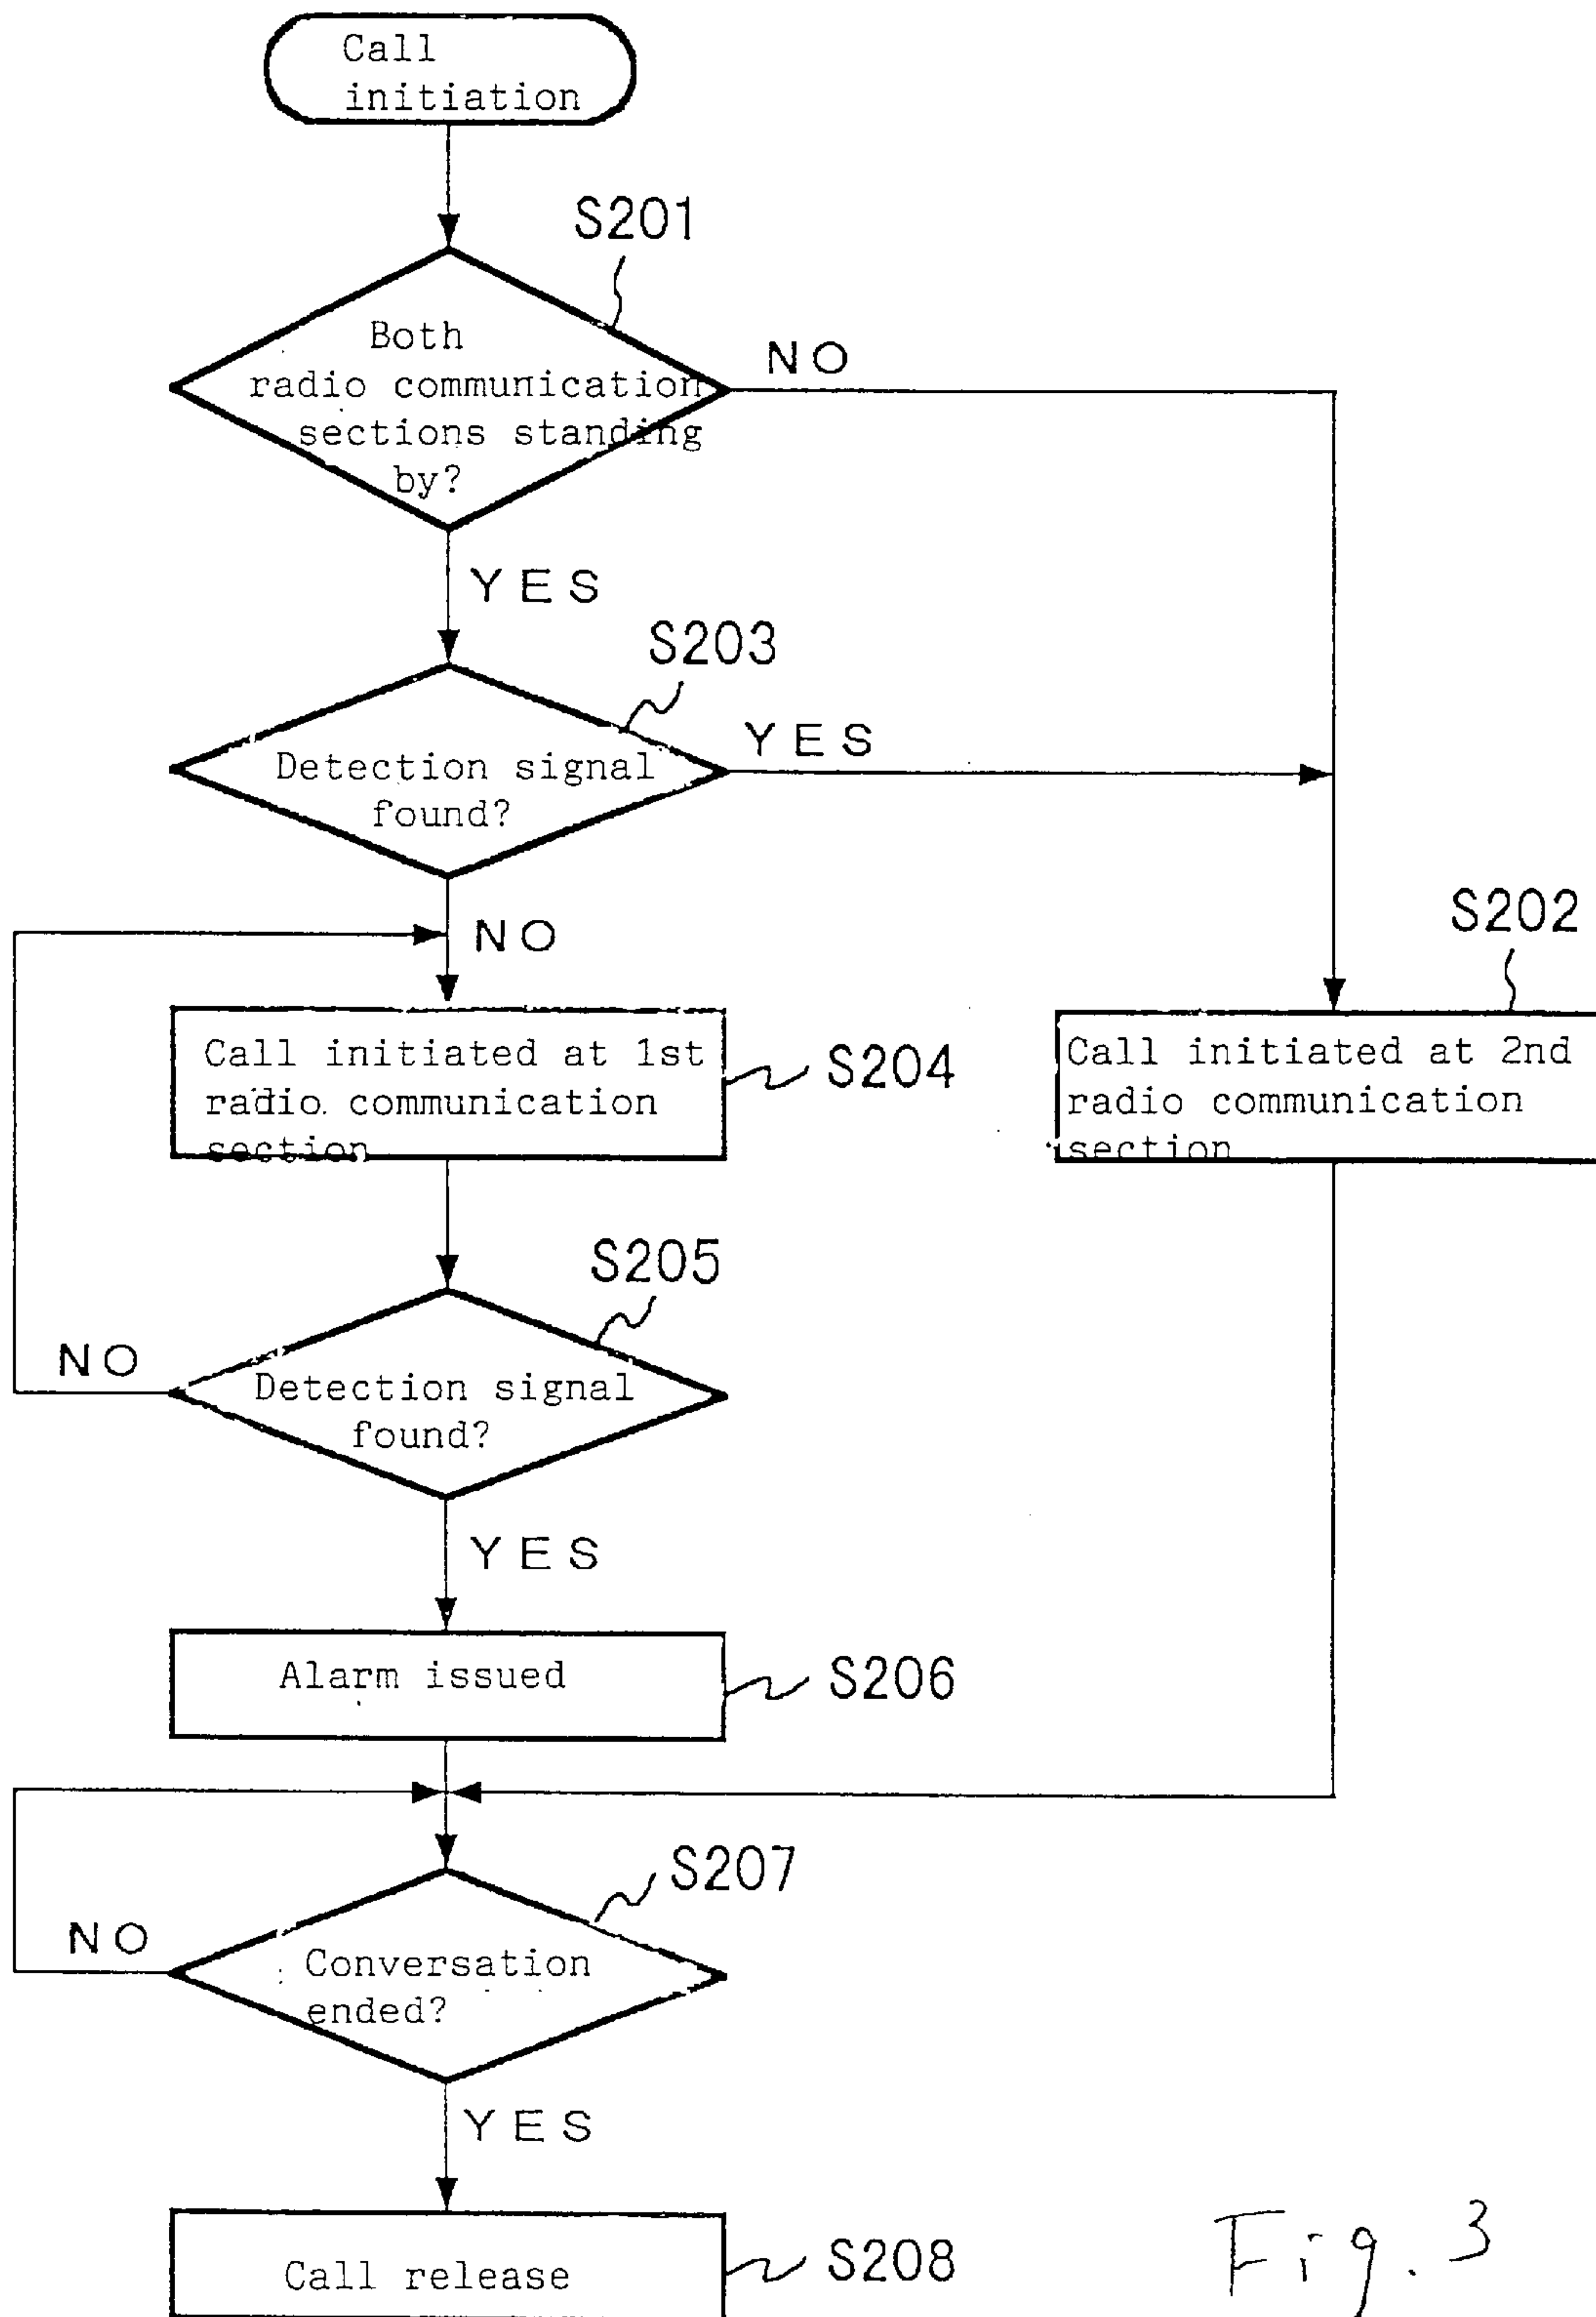 Call
initiation
S201
Both
radio communication
sections standing
by?
NO
YES
S203
Detection signal
found?
YES
NO
S202
Call initiated at 1st
radio communication
section
S204
Call initiated at 2nd
radio communication
section
S205
Detection signal
found?
NO
YES
Alarm issued
S206
S207
Conversation
ended?
NO
YES
Call release
S208
Fig. 3